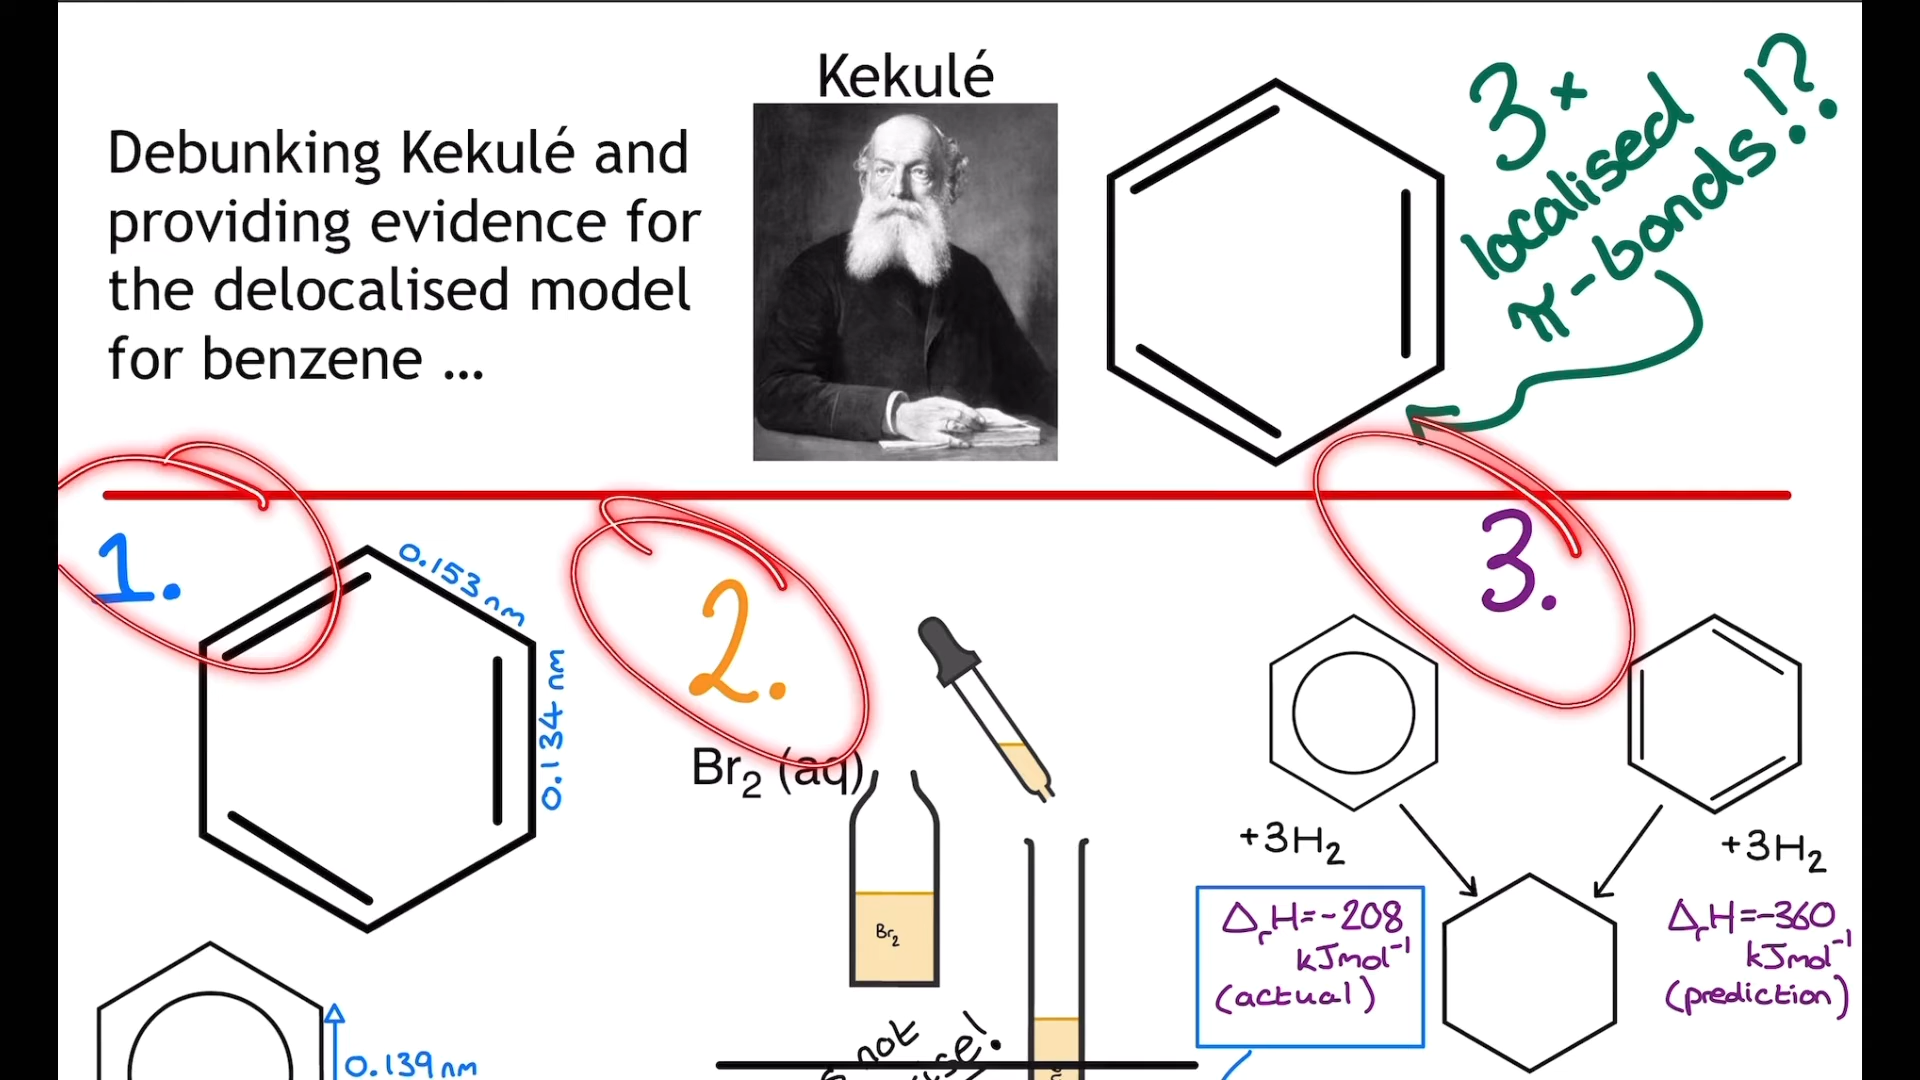 Kekulé
Debunking Kekulé and
providing evidence for
the delocalised model
for benzene ...
3x
localised
π-bonds!?
1.
0.153 nm
0.134 nm
0.139 nm
2.
Br₂ (aq)
Br₂
not
3.
+3H₂
+3H₂
ΔᵣH=-208
kJmol⁻¹
(actual)
ΔᵣH=-360
kJmol⁻¹
(prediction)